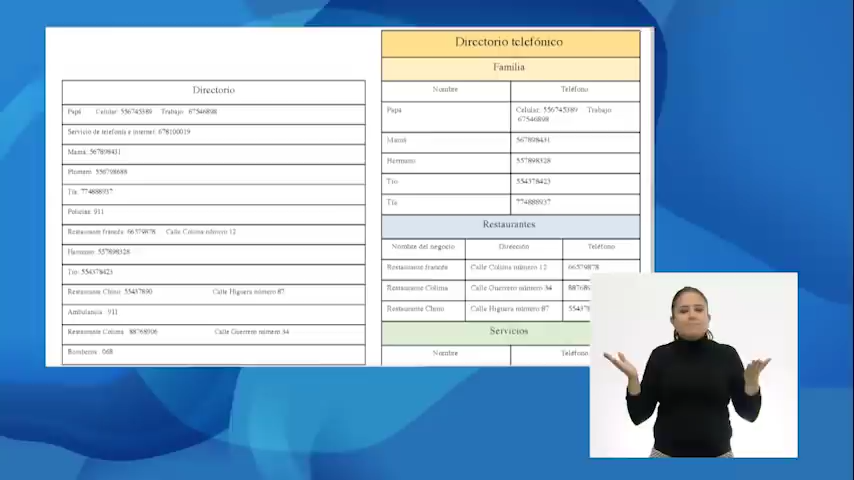 Directorio
Papá Celular: 556745389 Trabajo 67546898
Servicio de telefonía e internet: 678100019
Mamá: 567898431
Plomero: 556798688
Tía: 774888937
Policías: 911
Restaurante francés: 66579878 Calle Colima número 12
Hermano: 557898328
Tío: 554378423
Restaurante Chino: 55437890 Calle Higuera número 87
Ambulancia: 911
Restaurante Colima: 88768906 Calle Guerrero número 34
Bomberos: 068
Directorio telefónico
Familia
Nombre Teléfono
Papá Celular: 556745389 Trabajo
67546898
Mamá 567898431
Hermano 557898328
Tío 554378423
Tía 774888937
Restaurantes
Nombre del negocio Dirección Teléfono
Restaurante francés Calle Colima número 12 66579878
Restaurante Colima Calle Guerrero número 34
Restaurante Chino Calle Higuera número 87
Servicios
Nombre Teléfono